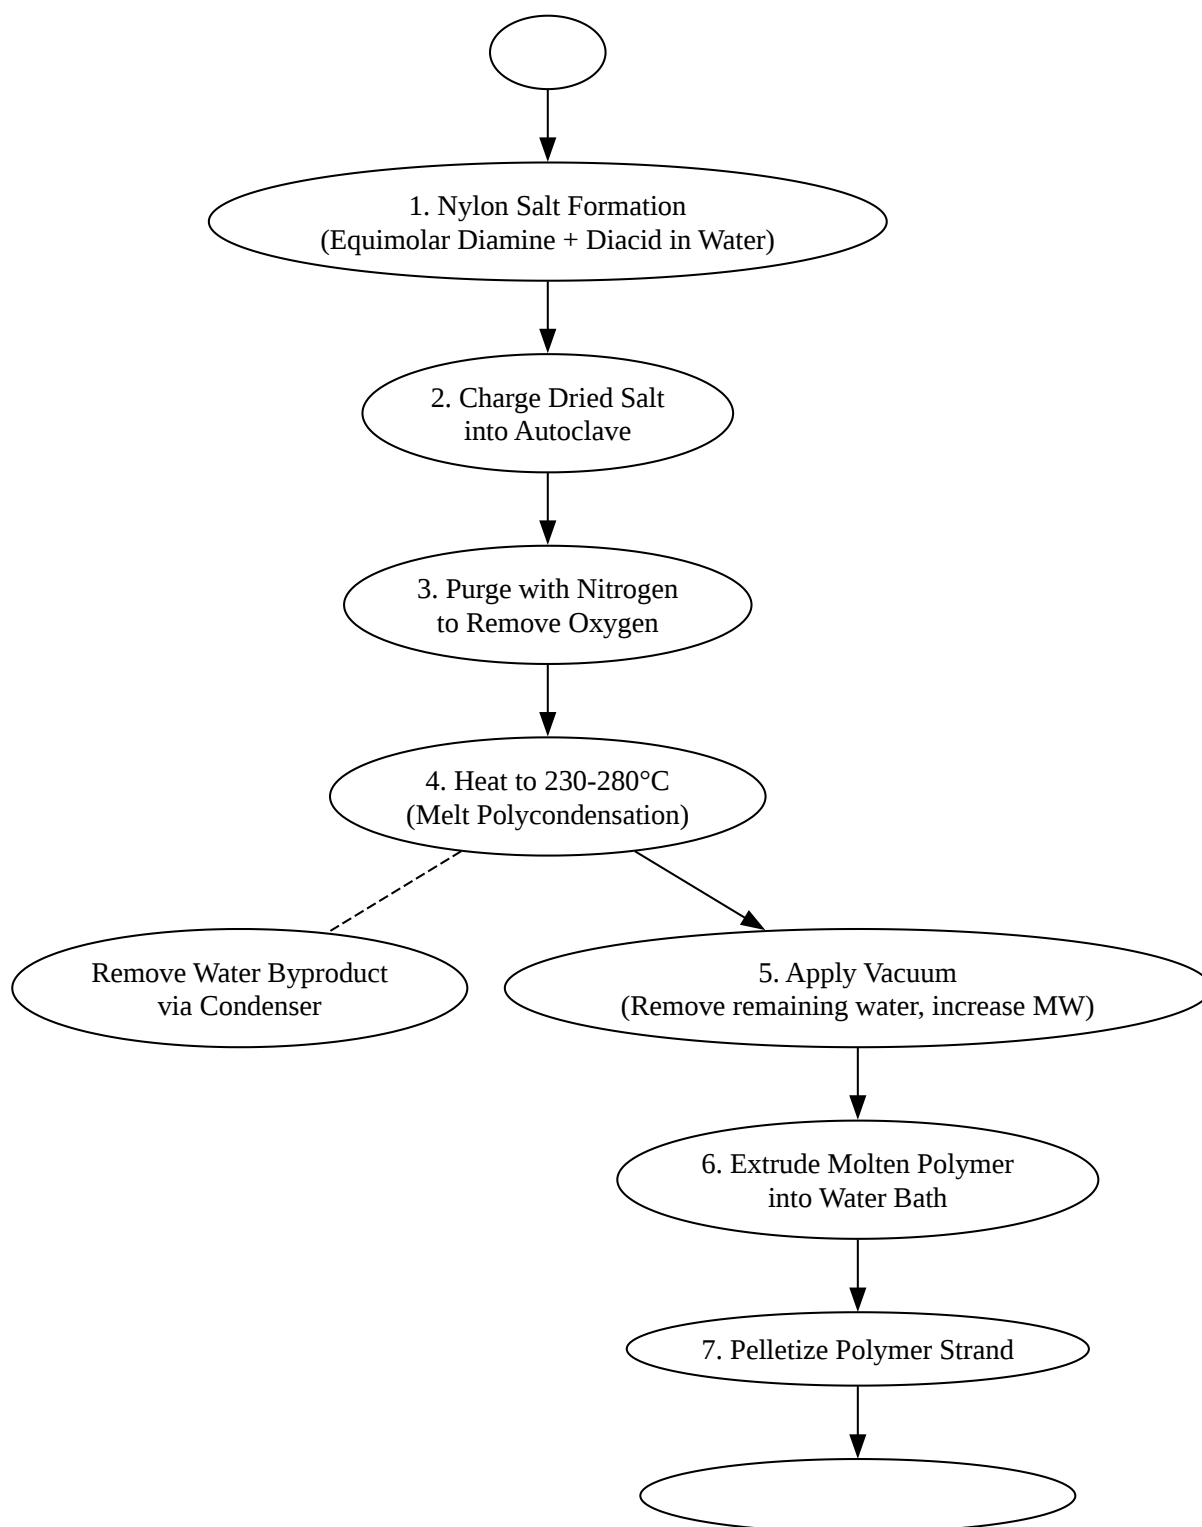 1. Nylon Salt Formation
(Equimolar Diamine + Diacid in Water)
2. Charge Dried Salt
into Autoclave
3. Purge with Nitrogen
to Remove Oxygen
4. Heat to 230-280°C
(Melt Polycondensation)
Remove Water Byproduct
via Condenser
5. Apply Vacuum
(Remove remaining water, increase MW)
6. Extrude Molten Polymer
into Water Bath
7. Pelletize Polymer Strand